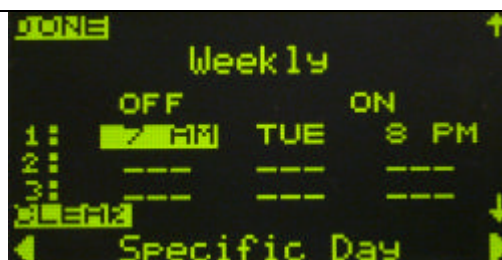 DONE
Weekly
OFF ON
1: 7 AM TUE 8 PM
2: --- --- ---
3: --- --- ---
CLEAR
Specific Day